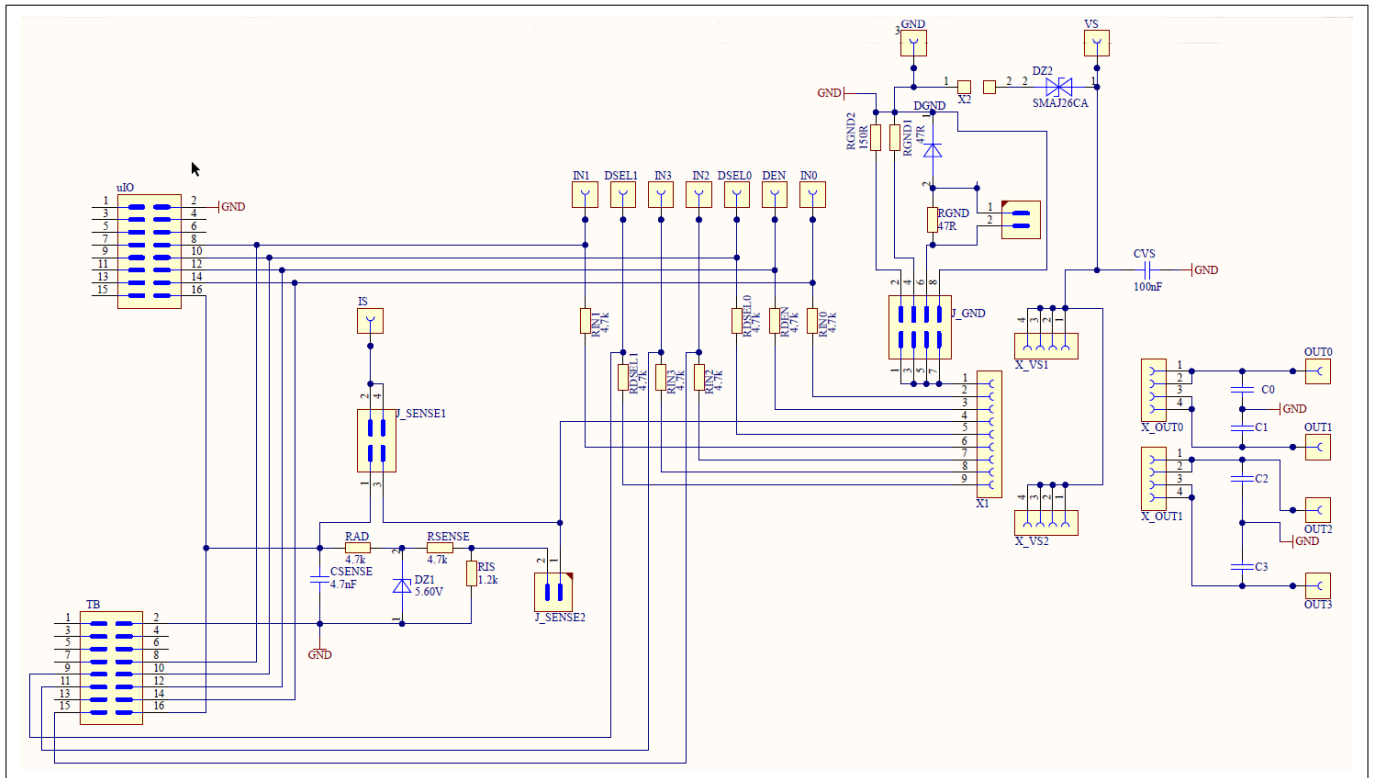 GND
3
VS
DZ2
1
2
2
1
X2
SMAJ26CA
GND
DGND
1
RGND2
150R
RGND1
47R
2
1
2
RGND
47R
uIO
IN1
DSEL1
IN3
IN2
DSEL0
DEN
IN0
1
2
GND
3
4
5
6
7
8
9
10
11
12
13
14
15
16
CVS
GND
100nF
2
4
6
8
J_GND
1
3
5
7
IS
RIN1
4.7k
RDSEL0
4.7k
RDEN
4.7k
RIN0
4.7k
RDSEL1
4.7k
RIN3
4.7k
RIN2
4.7k
4
3
2
1
X_VS1
2
4
J_SENSE1
1
3
1
2
3
4
5
6
7
8
9
X1
1
2
3
4
X_OUT0
OUT0
C0
GND
C1
OUT1
1
2
3
4
X_OUT1
C2
OUT2
GND
C3
OUT3
4
3
2
1
X_VS2
RAD
4.7k
2
RSENSE
4.7k
CSENSE
4.7nF
DZ1
5.60V
1
RIS
1.2k
2
1
J_SENSE2
GND
TB
1
2
3
4
5
6
7
8
9
10
11
12
13
14
15
16